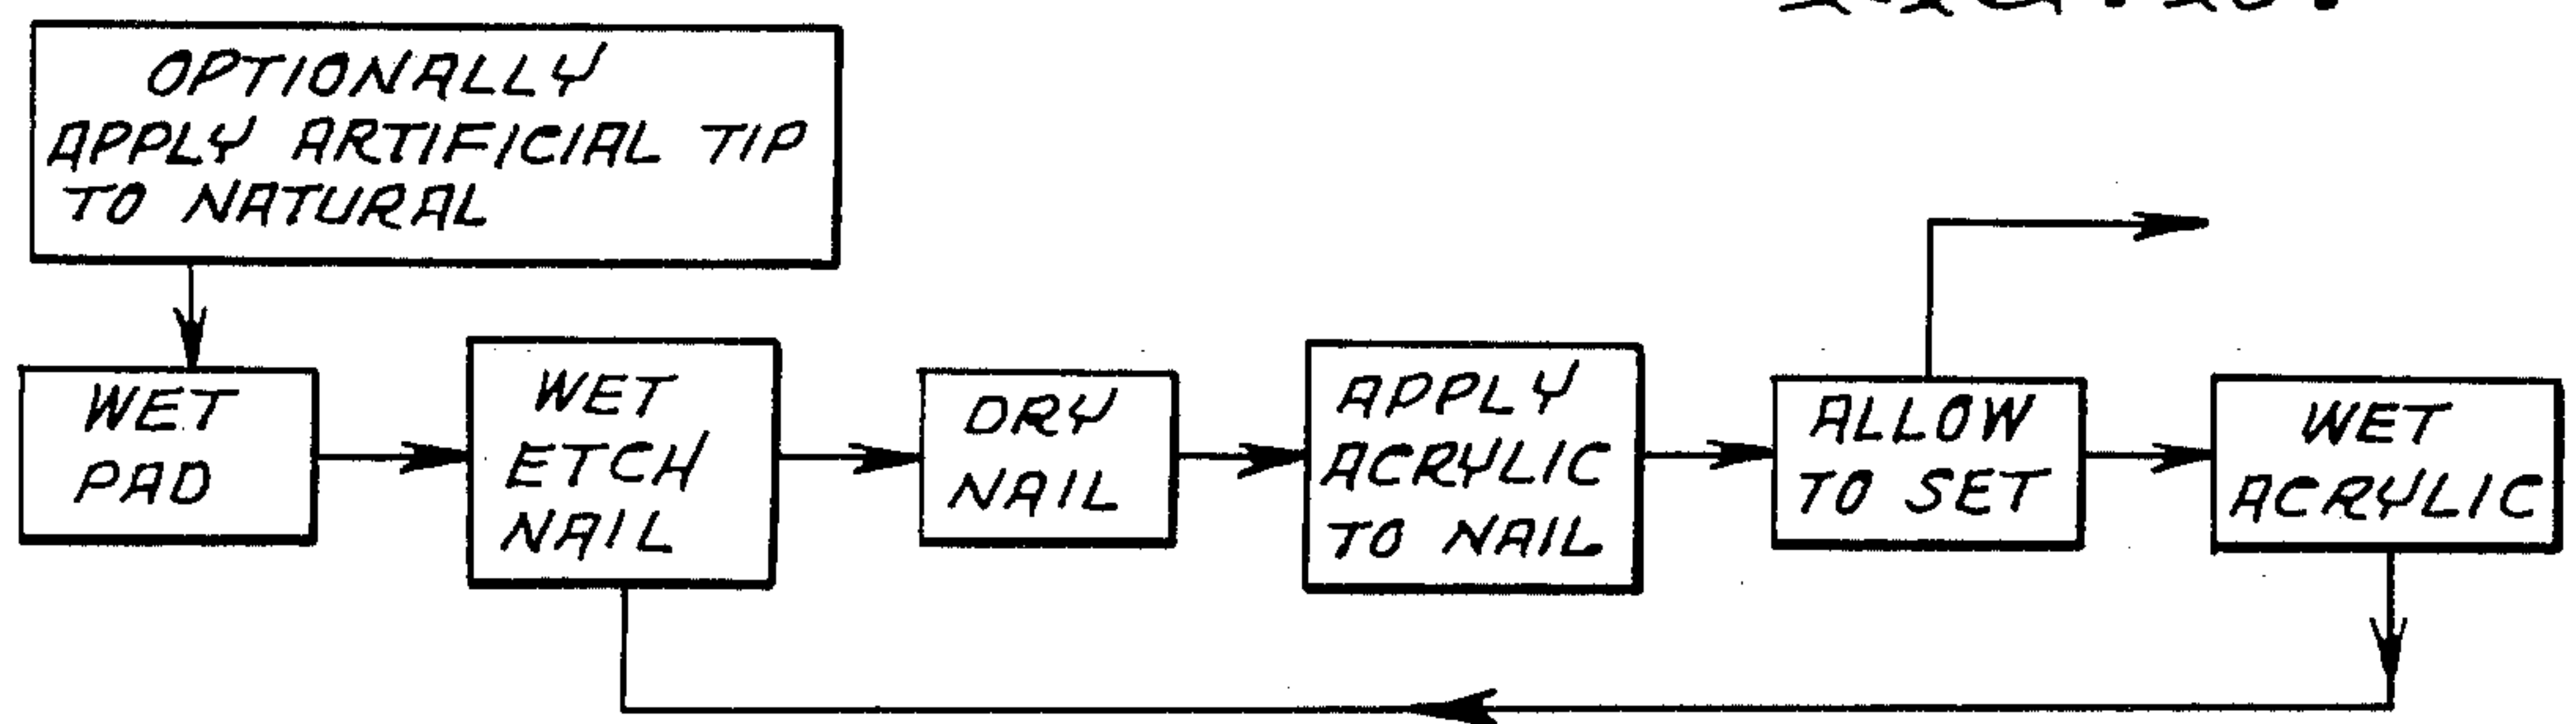 OPTIONALLY
APPLY ARTIFICIAL TIP
TO NATURAL
WET
PAD
WET
ETCH
NAIL
DRY
NAIL
APPLY
ACRYLIC
TO NAIL
ALLOW
TO SET
WET
ACRYLIC